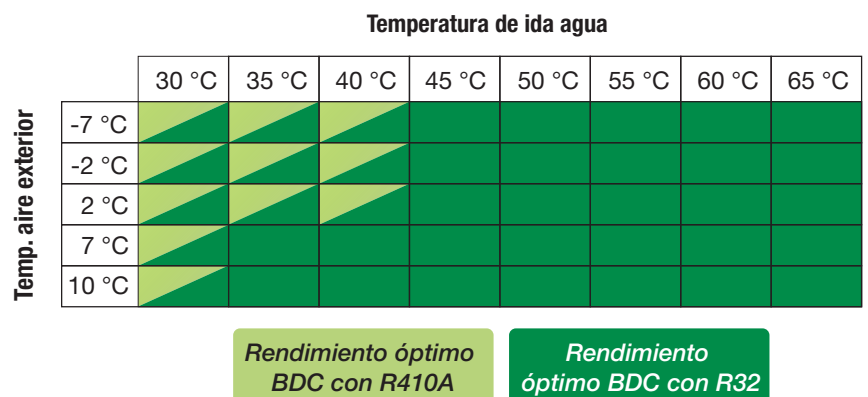 Temperatura de ida agua
30 °C 35 °C 40 °C 45 °C 50 °C 55 °C 60 °C 65 °C
Temp. aire exterior
-7 °C
-2 °C
2 °C
7 °C
10 °C
Rendimiento óptimo
BDC con R410A
Rendimiento
óptimo BDC con R32